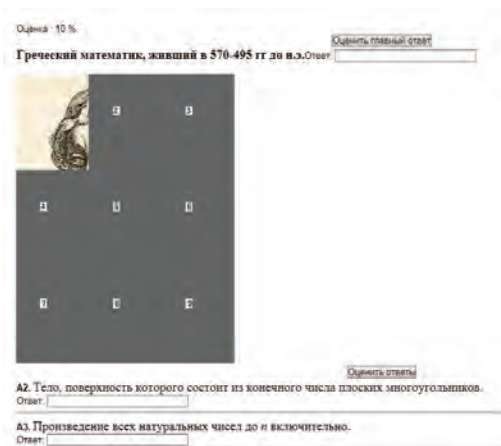 Оценка : 10 %
Оценить главный ответ
Греческий математик, живший в 570-495 гг до н.э. Ответ:
2 3
4 5 6
7 8 9
Оценить ответы
А2. Тело, поверхность которого состоит из конечного числа плоских многоугольников.
Ответ:
А3. Произведение всех натуральных чисел до n включительно.
Ответ: